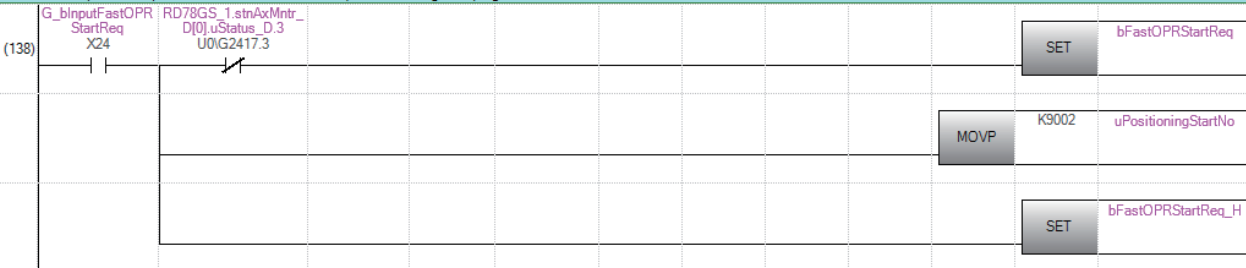 G_bInputFastOPR RD78GS_1.stnAxMntr_
StartReq D[0].uStatus_D.3
X24 U0\G2417.3
(138)
SET bFastOPRStartReq
MOVP K9002 uPositioningStartNo
SET bFastOPRStartReq_H